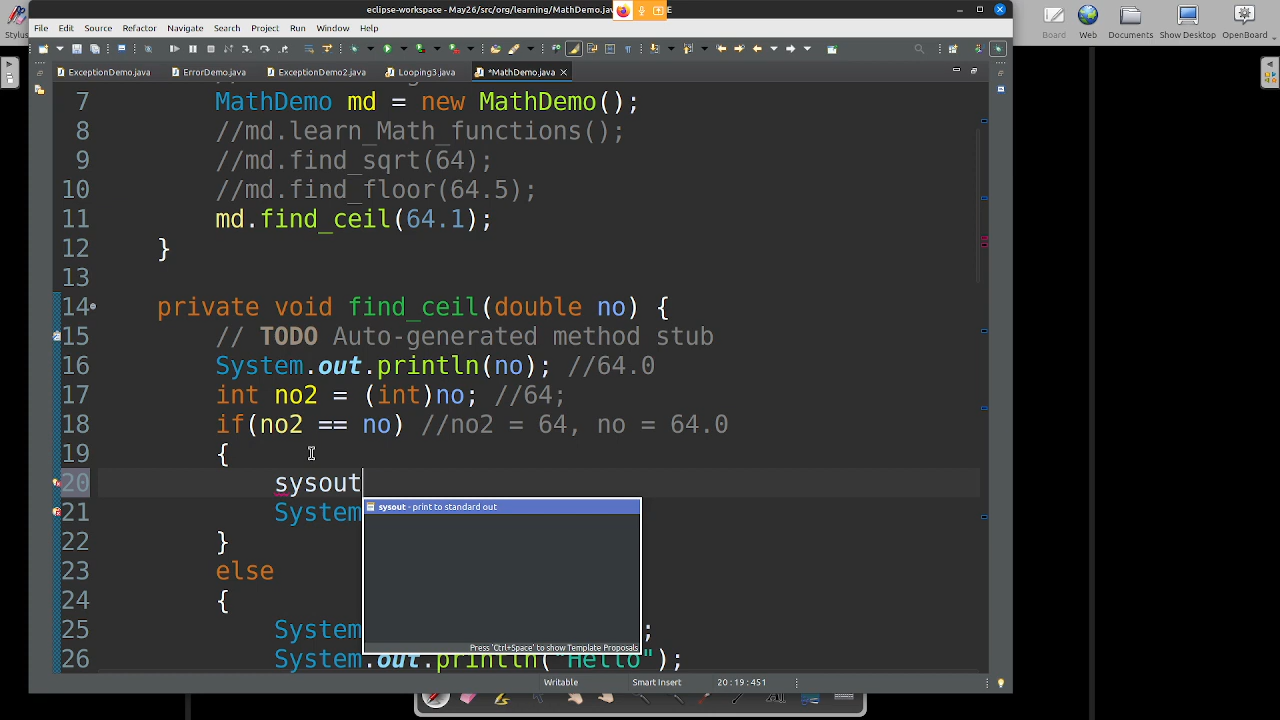 eclipse-workspace - May26/src/org/learning/MathDemo.jav
E
Stylus
Board
Web
Documents
Show Desktop
OpenBoard
File Edit Source Refactor Navigate Search Project Run Window Help
ExceptionDemo.java
ErrorDemo.java
ExceptionDemo2.java
Looping3.java
*MathDemo.java
7 MathDemo md = new MathDemo();
8 //md.learn_Math_functions();
9 //md.find_sqrt(64);
10 //md.find_floor(64.5);
11 md.find_ceil(64.1);
12 }
13
14 private void find_ceil(double no) {
15 // TODO Auto-generated method stub
16 System.out.println(no); //64.0
17 int no2 = (int)no; //64;
18 if(no2 == no) //no2 = 64, no = 64.0
19 {
20 sysout
sysout - print to standard out
21 System
22 }
23 else
24 {
25 System ;
Press 'Ctrl+Space' to show Template Proposals
26 System.out.println("Hello");
Writable
Smart Insert
20 : 19 : 451